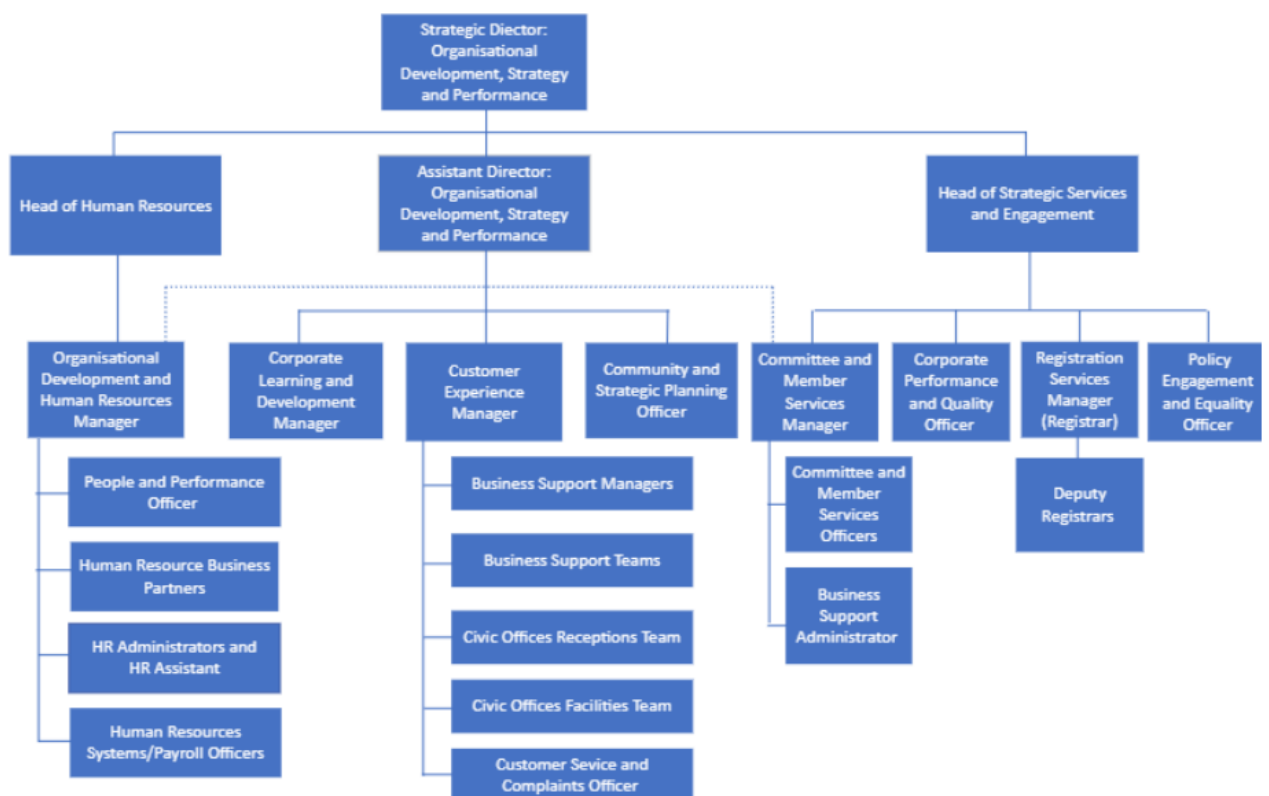 Strategic Diector:
Organisational
Development, Strategy
and Performance
Head of Human Resources
Assistant Director:
Organisational
Development, Strategy
and Performance
Head of Strategic Services
and Engagement
Organisational
Development and
Human Resources
Manager
Corporate
Learning and
Development
Manager
Customer
Experience
Manager
Community and
Strategic Planning
Officer
Committee and
Member
Services
Manager
Corporate
Performance
and Quality
Officer
Registration
Services
Manager
(Registrar)
Policy
Engagement
and Equality
Officer
People and Performance
Officer
Human Resource Business
Partners
HR Administrators and
HR Assistant
Human Resources
Systems/Payroll Officers
Business Support Managers
Business Support Teams
Civic Offices Receptions Team
Civic Offices Facilities Team
Customer Sevice and
Complaints Officer
Committee and
Member
Services
Officers
Business
Support
Administrator
Deputy
Registrars